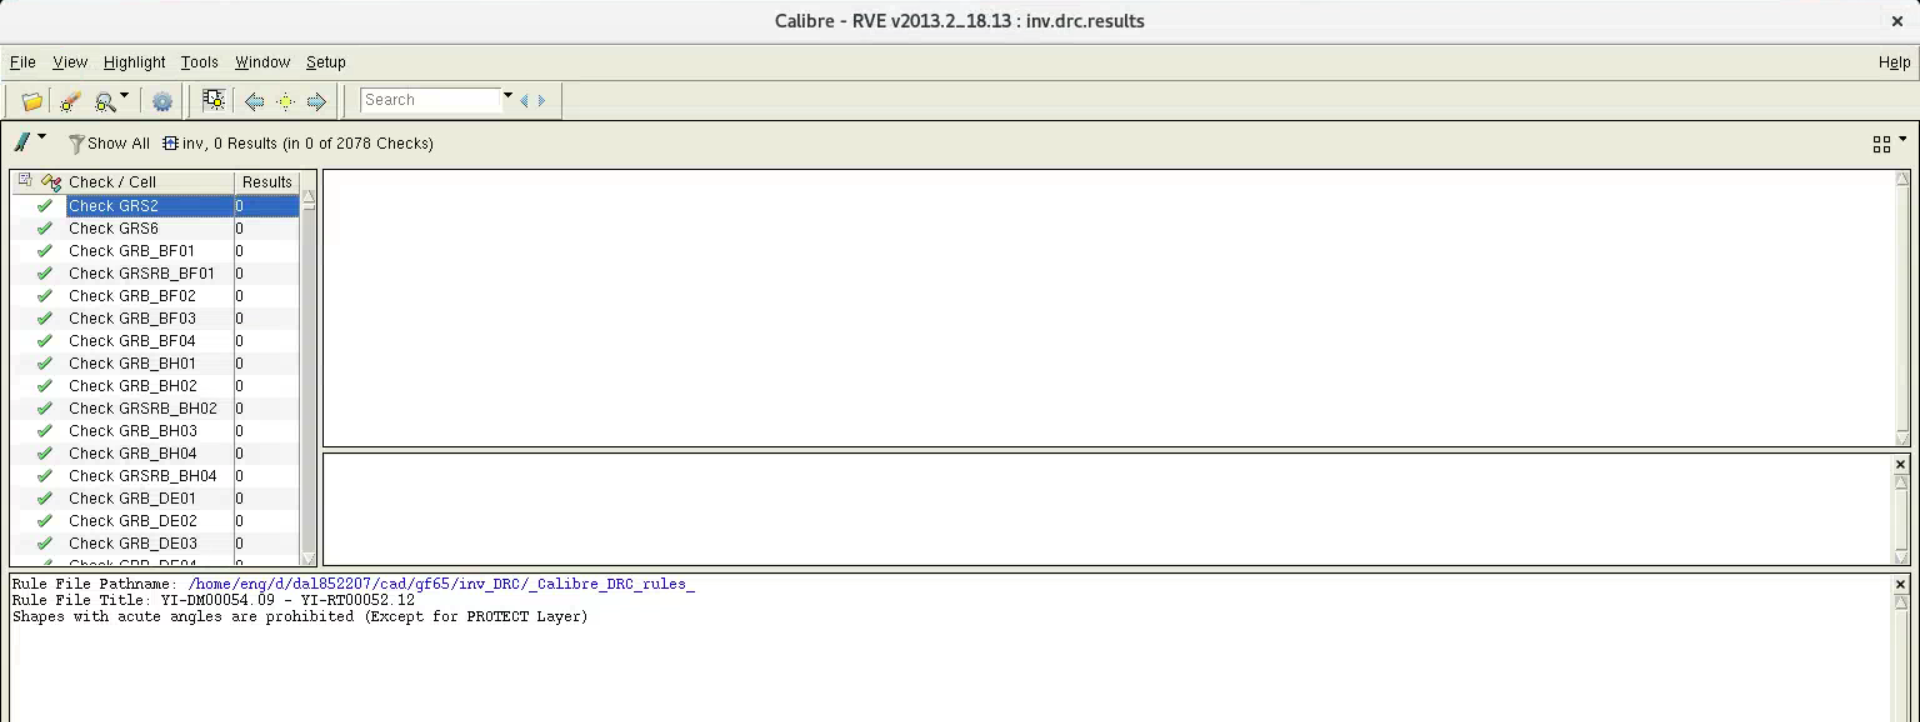 Calibre - RVE v2013.2_18.13 : inv.drc.results
File View Highlight Tools Window Setup Help
Search
Show All inv, 0 Results (in 0 of 2078 Checks)
Check / Cell Results
Check GRS2 0
Check GRS6 0
Check GRB_BF01 0
Check GRSRB_BF01 0
Check GRB_BF02 0
Check GRB_BF03 0
Check GRB_BF04 0
Check GRB_BH01 0
Check GRB_BH02 0
Check GRSRB_BH02 0
Check GRB_BH03 0
Check GRB_BH04 0
Check GRSRB_BH04 0
Check GRB_DE01 0
Check GRB_DE02 0
Check GRB_DE03 0
Check GRB_DE04 0
Rule File Pathname: /home/eng/d/dal852207/cad/gf65/inv_DRC/_Calibre_DRC_rules_
Rule File Title: YI-DM00054.09 - YI-RT00052.12
Shapes with acute angles are prohibited (Except for PROTECT Layer)